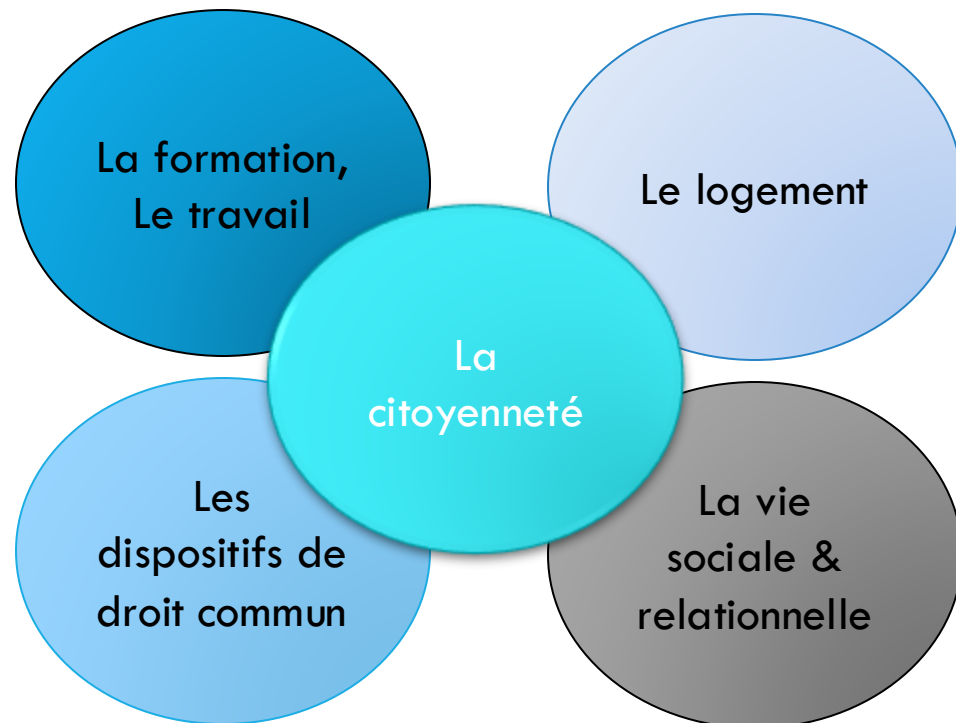 La formation,
Le travail
Le logement
La
citoyenneté
Les
dispositifs de
droit commun
La vie
sociale &
relationnelle